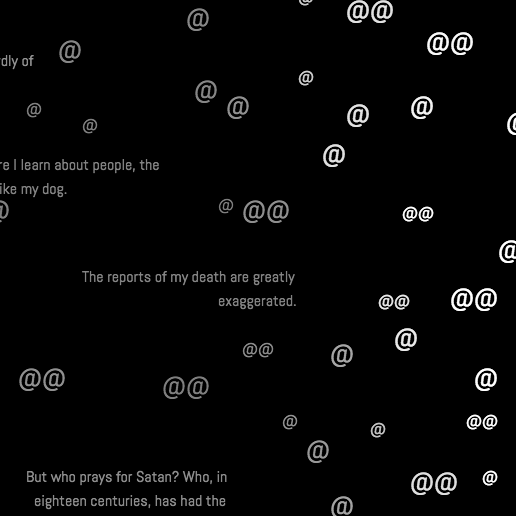 @@
@
@@
@
dly of
@
@
@ @ @
@
@
@
re I learn about people, the
ike my dog.
@ @@ @@
The reports of my death are greatly
exaggerated. @@ @@
@
@@ @
@@ @@ @
@ @ @@
@
But who prays for Satan? Who, in @@ @
eighteen centuries, has had the @